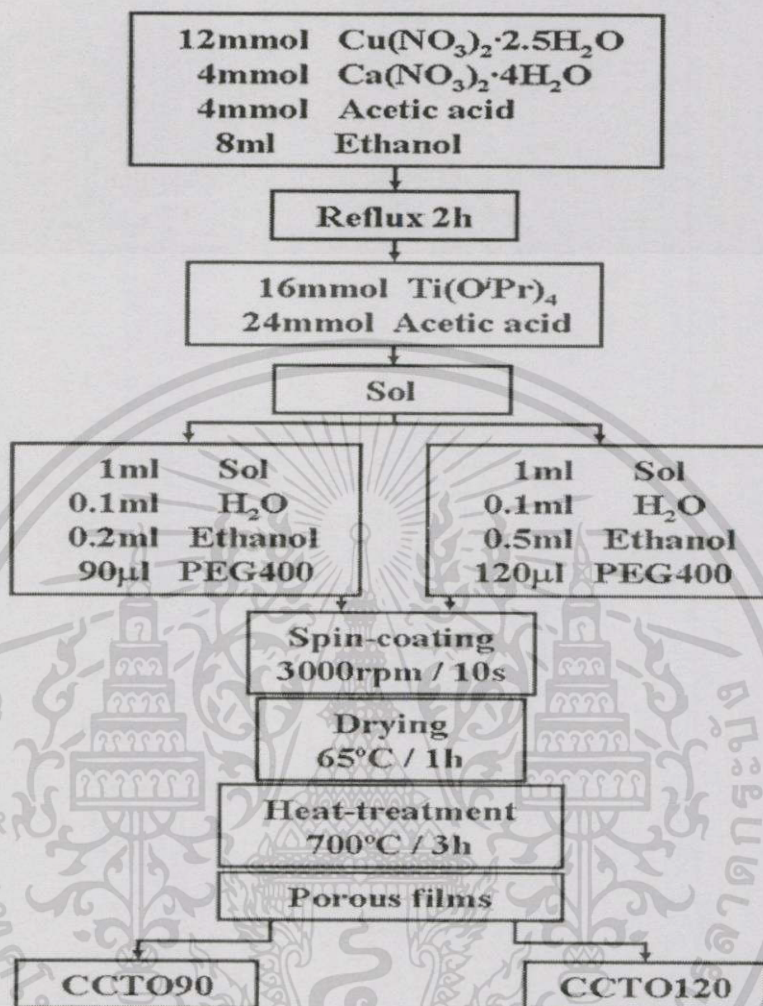 12mmol Cu(NO₃)₂·2.5H₂O
4mmol Ca(NO₃)₂·4H₂O
4mmol Acetic acid
8ml Ethanol
Reflux 2h
16mmol Ti(OⁱPr)₄
24mmol Acetic acid
Sol
1ml Sol
0.1ml H₂O
0.2ml Ethanol
90μl PEG400
1ml Sol
0.1ml H₂O
0.5ml Ethanol
120μl PEG400
Spin-coating
3000rpm / 10s
Drying
65°C / 1h
Heat-treatment
700°C / 3h
Porous films
CCTO90
CCTO120